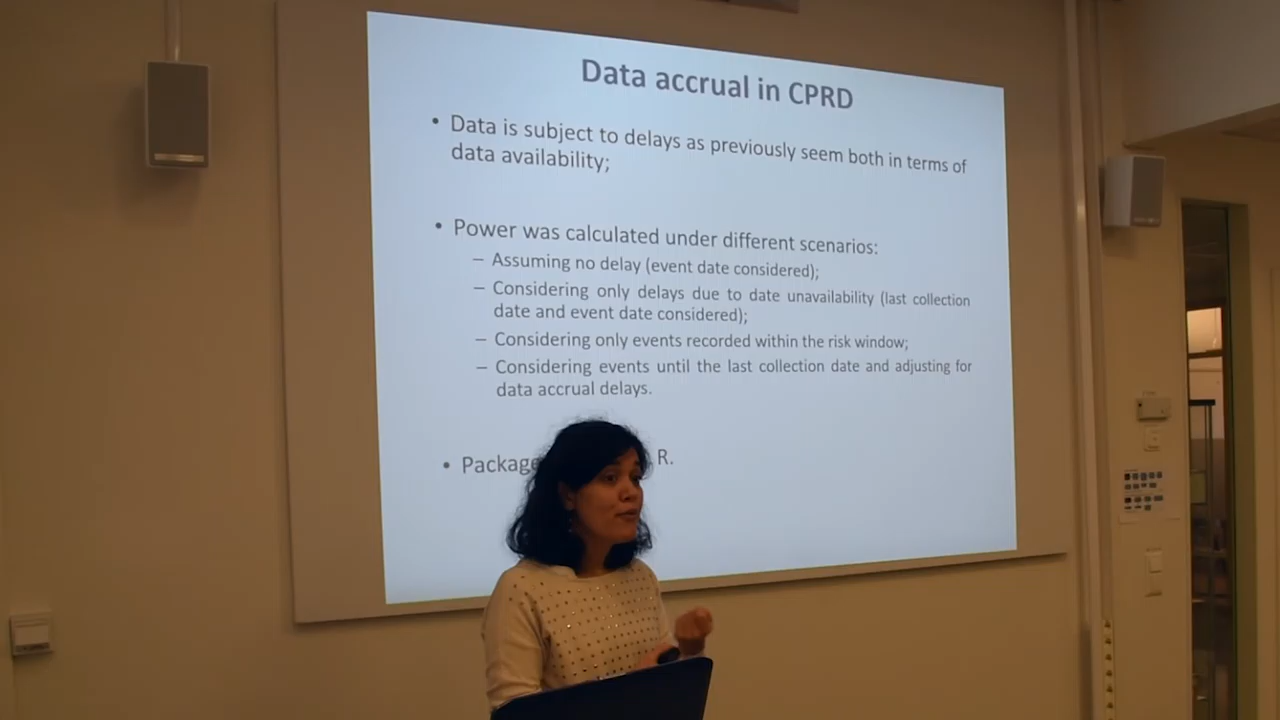 Data accrual in CPRD
• Data is subject to delays as previously seem both in terms of
data availability;
• Power was calculated under different scenarios:
– Assuming no delay (event date considered);
– Considering only delays due to date unavailability (last collection
date and event date considered);
– Considering only events recorded within the risk window;
– Considering events until the last collection date and adjusting for
data accrual delays.
• Package R.